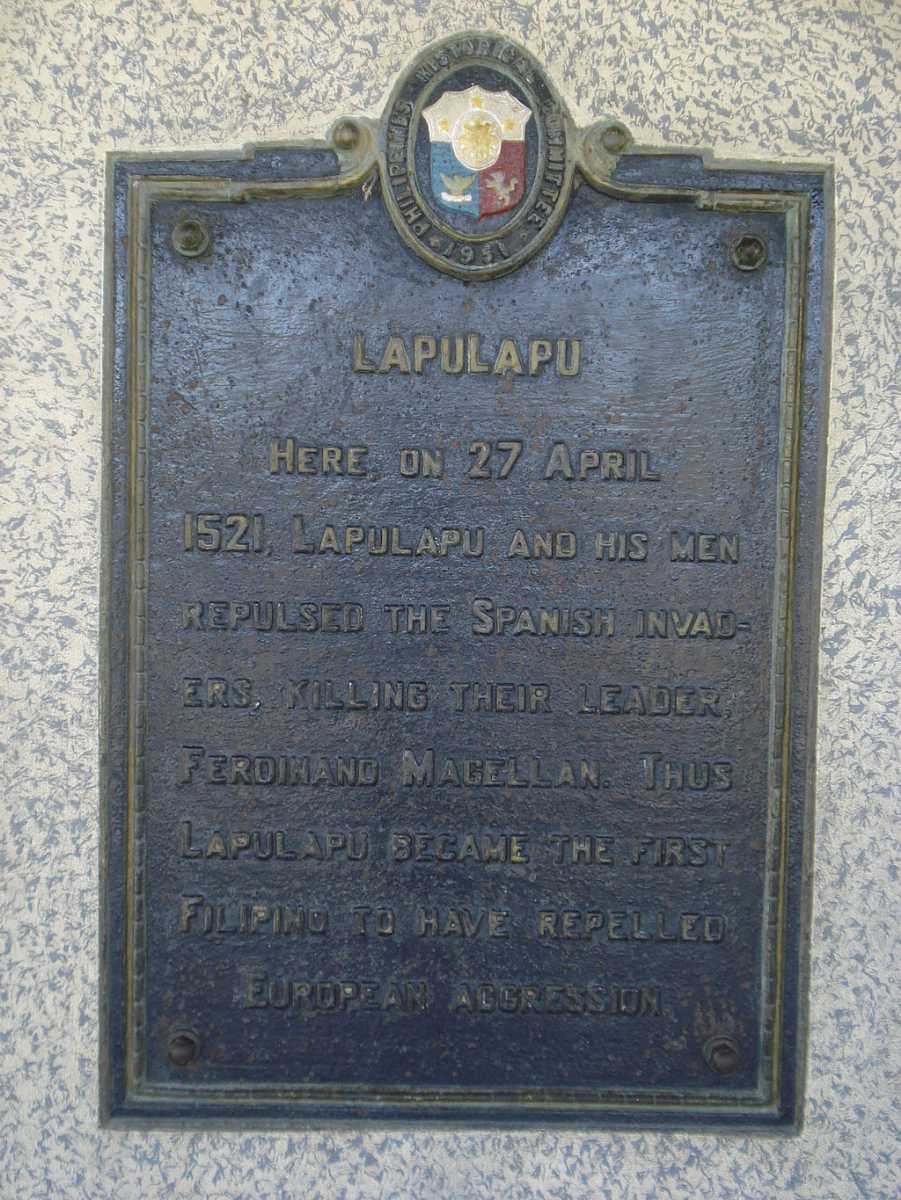 PHILIPPINES HISTORICAL COMMITTEE
1951
LAPULAPU
HERE, ON 27 APRIL
1521, LAPULAPU AND HIS MEN
REPULSED THE SPANISH INVAD-
ERS, KILLING THEIR LEADER,
FERDINAND MAGELLAN. THUS
LAPULAPU BECAME THE FIRST
FILIPINO TO HAVE REPELLED
EUROPEAN AGGRESSION